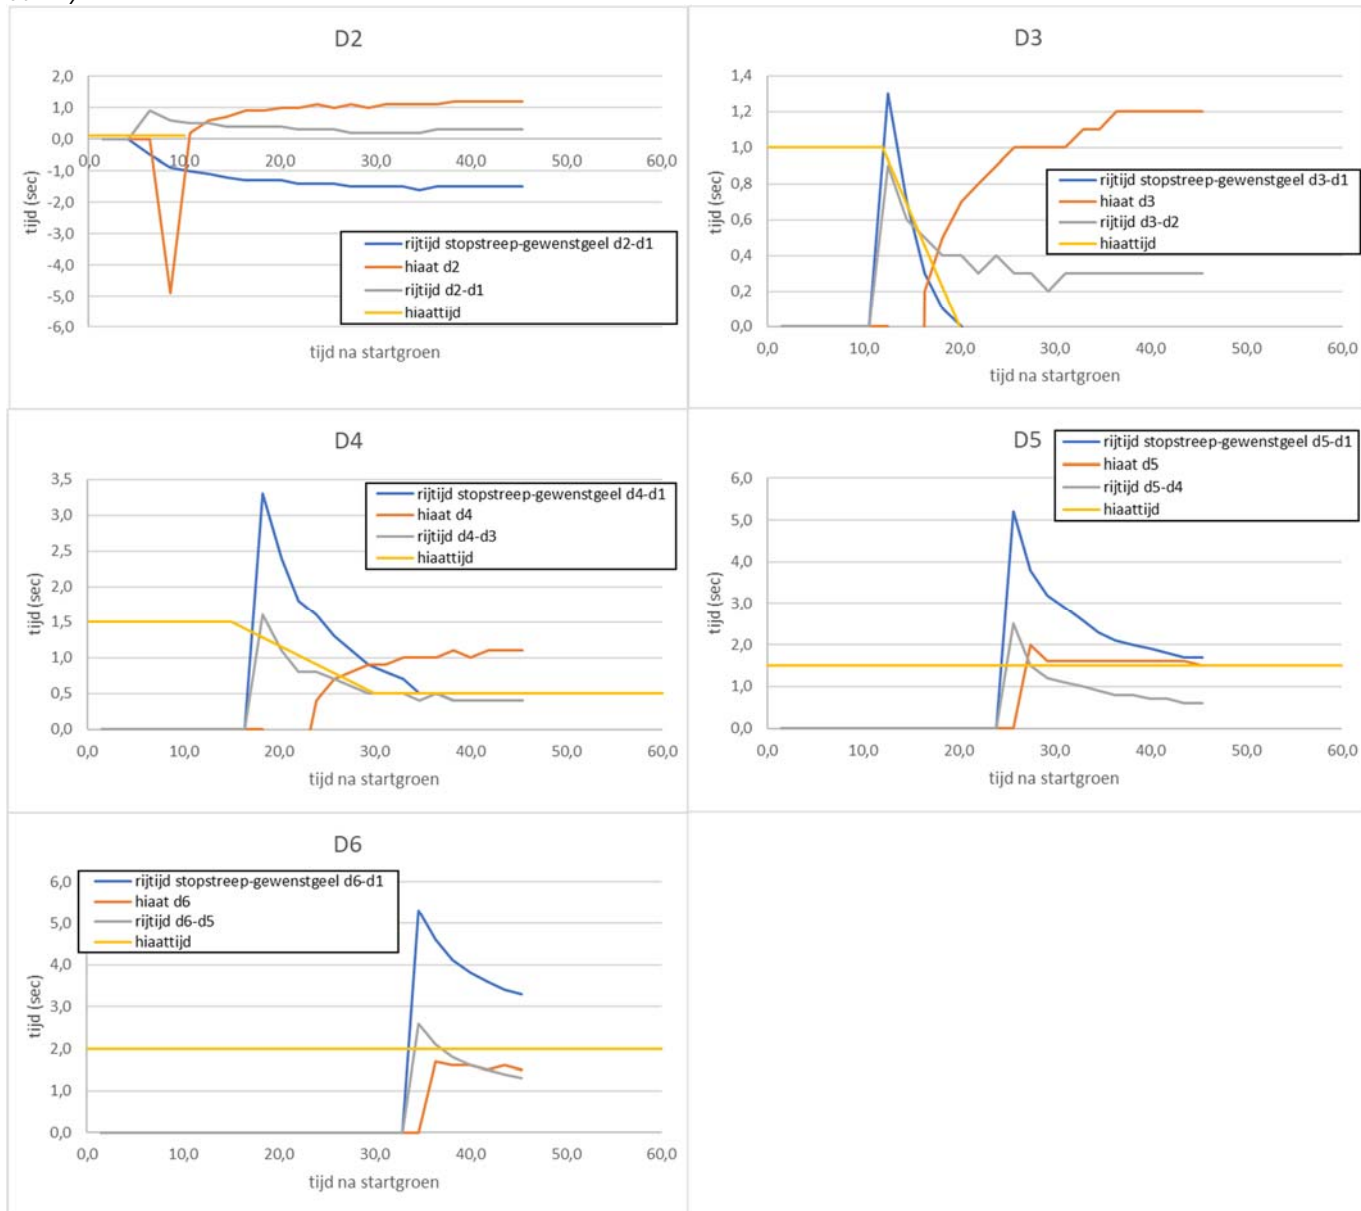 D2
2,0
1,0
0,0
-1,0
-2,0
-3,0
-4,0
-5,0
-6,0
0,0 10,0 20,0 30,0 40,0 50,0 60,0
tijd (sec)
tijd na startgroen
rijtijd stopstreep-gewenstgeel d2-d1
hiaat d2
rijtijd d2-d1
hiaattijd
D3
1,4
1,2
1,0
0,8
0,6
0,4
0,2
0,0
0,0 10,0 20,0 30,0 40,0 50,0 60,0
tijd (sec)
tijd na startgroen
rijtijd stopstreep-gewenstgeel d3-d1
hiaat d3
rijtijd d3-d2
hiaattijd
D4
3,5
3,0
2,5
2,0
1,5
1,0
0,5
0,0
0,0 10,0 20,0 30,0 40,0 50,0 60,0
tijd (sec)
tijd na startgroen
rijtijd stopstreep-gewenstgeel d4-d1
hiaat d4
rijtijd d4-d3
hiaattijd
D5
6,0
5,0
4,0
3,0
2,0
1,0
0,0
0,0 10,0 20,0 30,0 40,0 50,0 60,0
tijd (sec)
tijd na startgroen
rijtijd stopstreep-gewenstgeel d5-d1
hiaat d5
rijtijd d5-d4
hiaattijd
D6
6,0
5,0
4,0
3,0
2,0
1,0
0,0
0,0 10,0 20,0 30,0 40,0 50,0 60,0
tijd (sec)
tijd na startgroen
rijtijd stopstreep-gewenstgeel d6-d1
hiaat d6
rijtijd d6-d5
hiaattijd